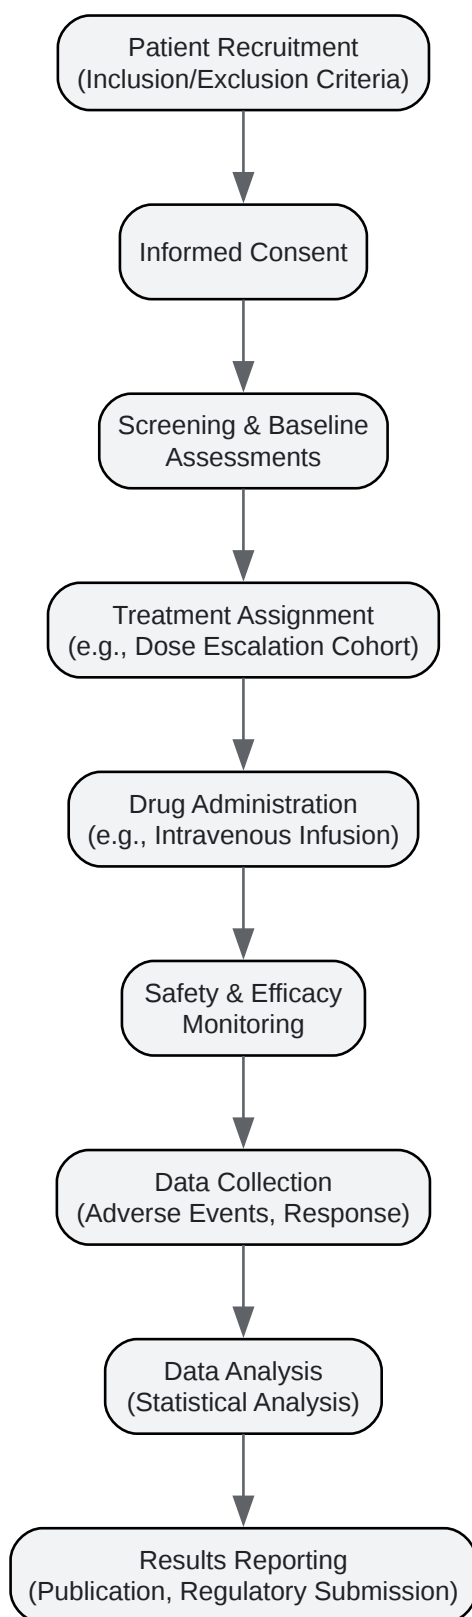 Patient Recruitment
(Inclusion/Exclusion Criteria)
Informed Consent
Screening & Baseline
Assessments
Treatment Assignment
(e.g., Dose Escalation Cohort)
Drug Administration
(e.g., Intravenous Infusion)
Safety & Efficacy
Monitoring
Data Collection
(Adverse Events, Response)
Data Analysis
(Statistical Analysis)
Results Reporting
(Publication, Regulatory Submission)